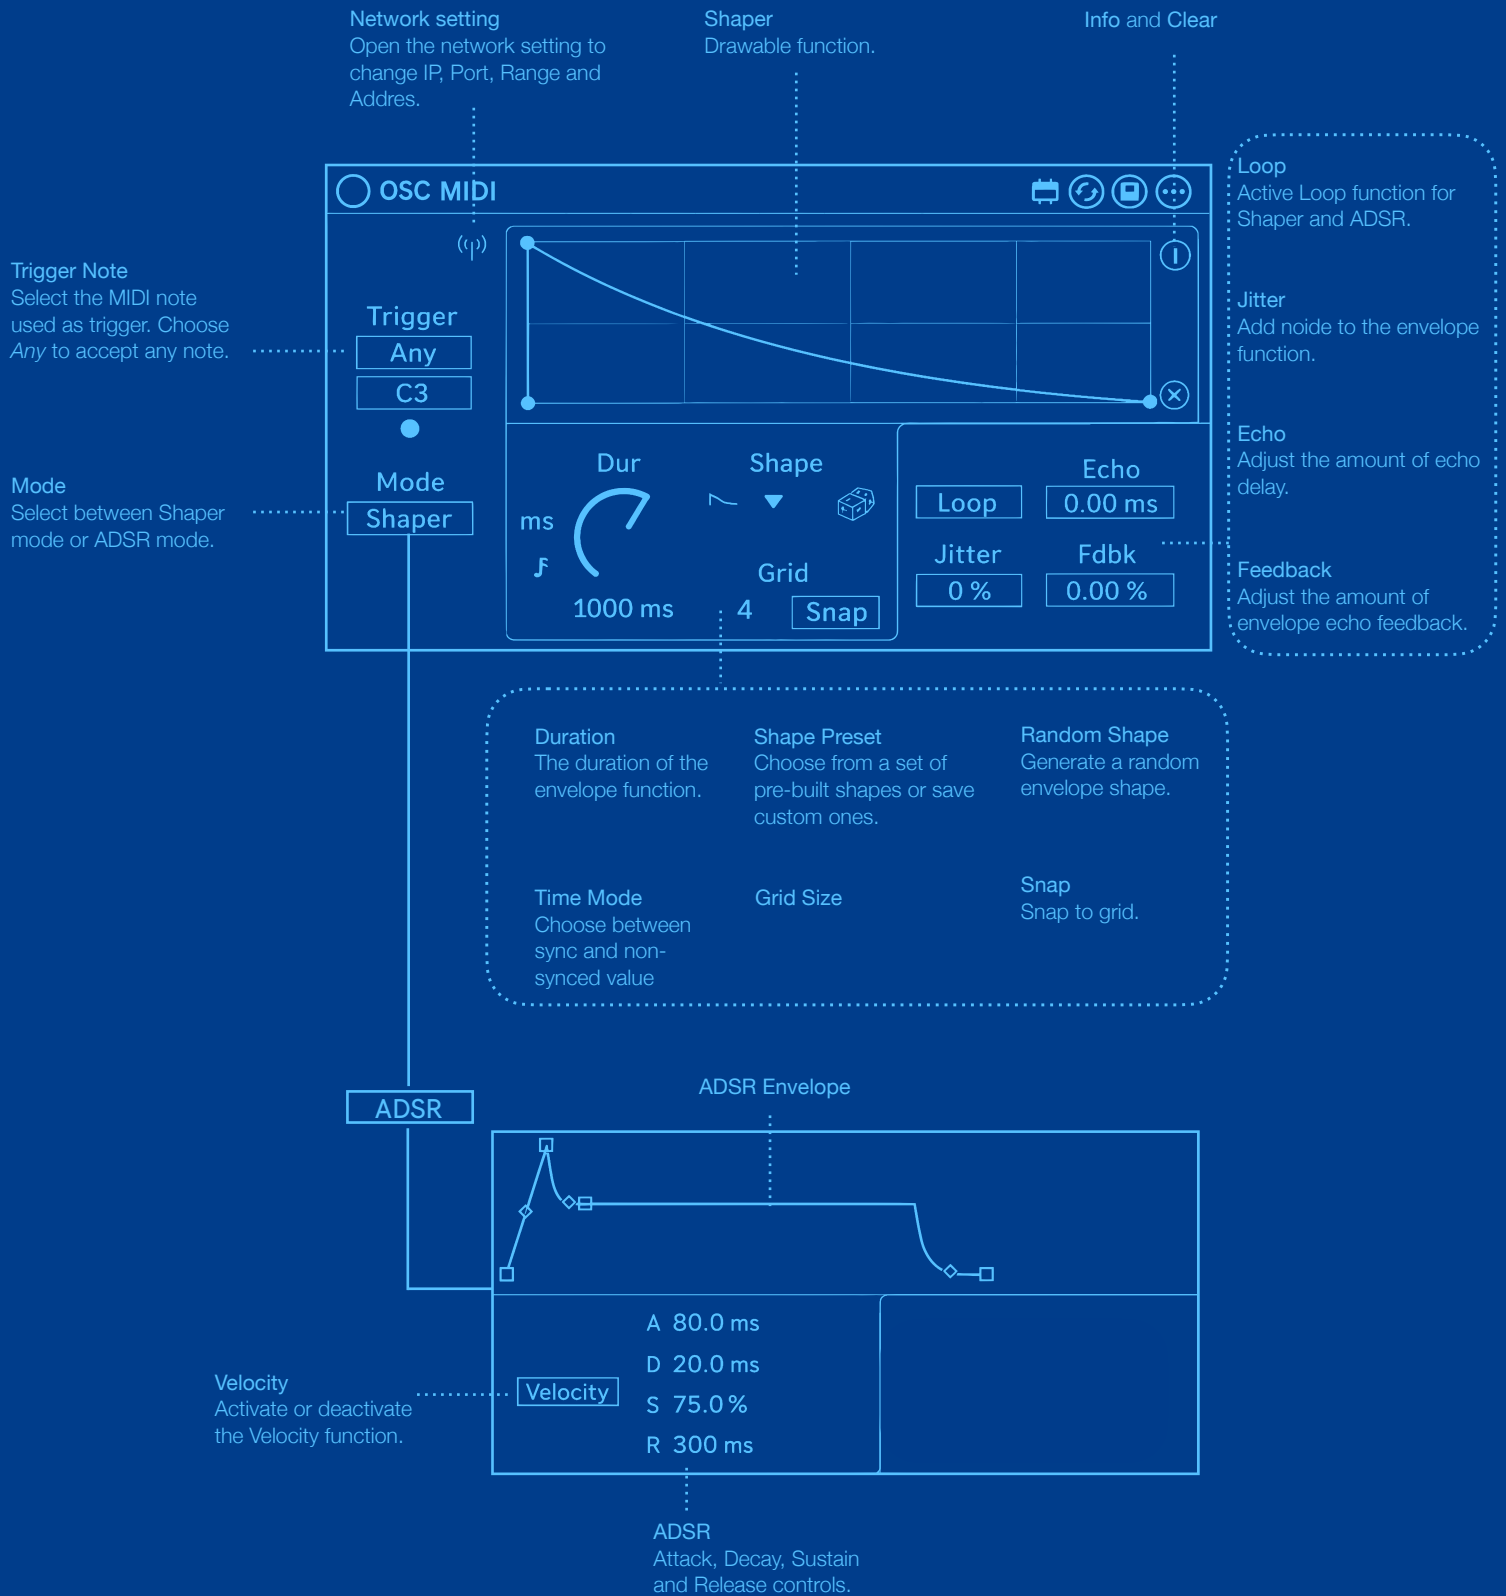 Network setting
Open the network setting to
change IP, Port, Range and
Addres.
Shaper
Drawable function.
Info and Clear
OSC MIDI
Trigger Note
Select the MIDI note
used as trigger. Choose
Any to accept any note.
Trigger
Any
C3
Mode
Select between Shaper
mode or ADSR mode.
Mode
Shaper
Dur
ms
1000 ms
Shape
Grid
4
Snap
Loop
Echo
0.00 ms
Jitter
0 %
Fdbk
0.00 %
Loop
Active Loop function for
Shaper and ADSR.
Jitter
Add noide to the envelope
function.
Echo
Adjust the amount of echo
delay.
Feedback
Adjust the amount of
envelope echo feedback.
Duration
The duration of the
envelope function.
Shape Preset
Choose from a set of
pre-built shapes or save
custom ones.
Random Shape
Generate a random
envelope shape.
Time Mode
Choose between
sync and non-
synced value
Grid Size
Snap
Snap to grid.
ADSR
ADSR Envelope
Velocity
Activate or deactivate
the Velocity function.
Velocity
A 80.0 ms
D 20.0 ms
S 75.0 %
R 300 ms
ADSR
Attack, Decay, Sustain
and Release controls.